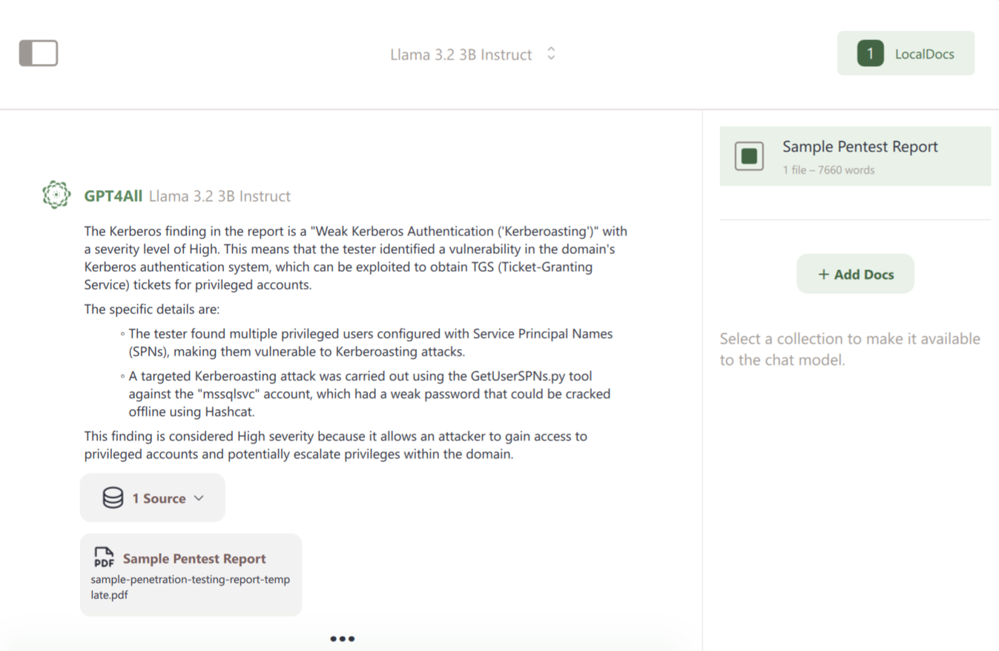 Llama 3.2 3B Instruct
1 LocalDocs
GPT4All Llama 3.2 3B Instruct
The Kerberos finding in the report is a "Weak Kerberos Authentication ('Kerberoasting')" with
a severity level of High. This means that the tester identified a vulnerability in the domain's
Kerberos authentication system, which can be exploited to obtain TGS (Ticket-Granting
Service) tickets for privileged accounts.
The specific details are:
◦ The tester found multiple privileged users configured with Service Principal Names
(SPNs), making them vulnerable to Kerberoasting attacks.
◦ A targeted Kerberoasting attack was carried out using the GetUserSPNs.py tool
against the "mssqlsvc" account, which had a weak password that could be cracked
offline using Hashcat.
This finding is considered High severity because it allows an attacker to gain access to
privileged accounts and potentially escalate privileges within the domain.
1 Source
PDF Sample Pentest Report
sample-penetration-testing-report-temp
late.pdf
Sample Pentest Report
1 file – 7660 words
+ Add Docs
Select a collection to make it available
to the chat model.